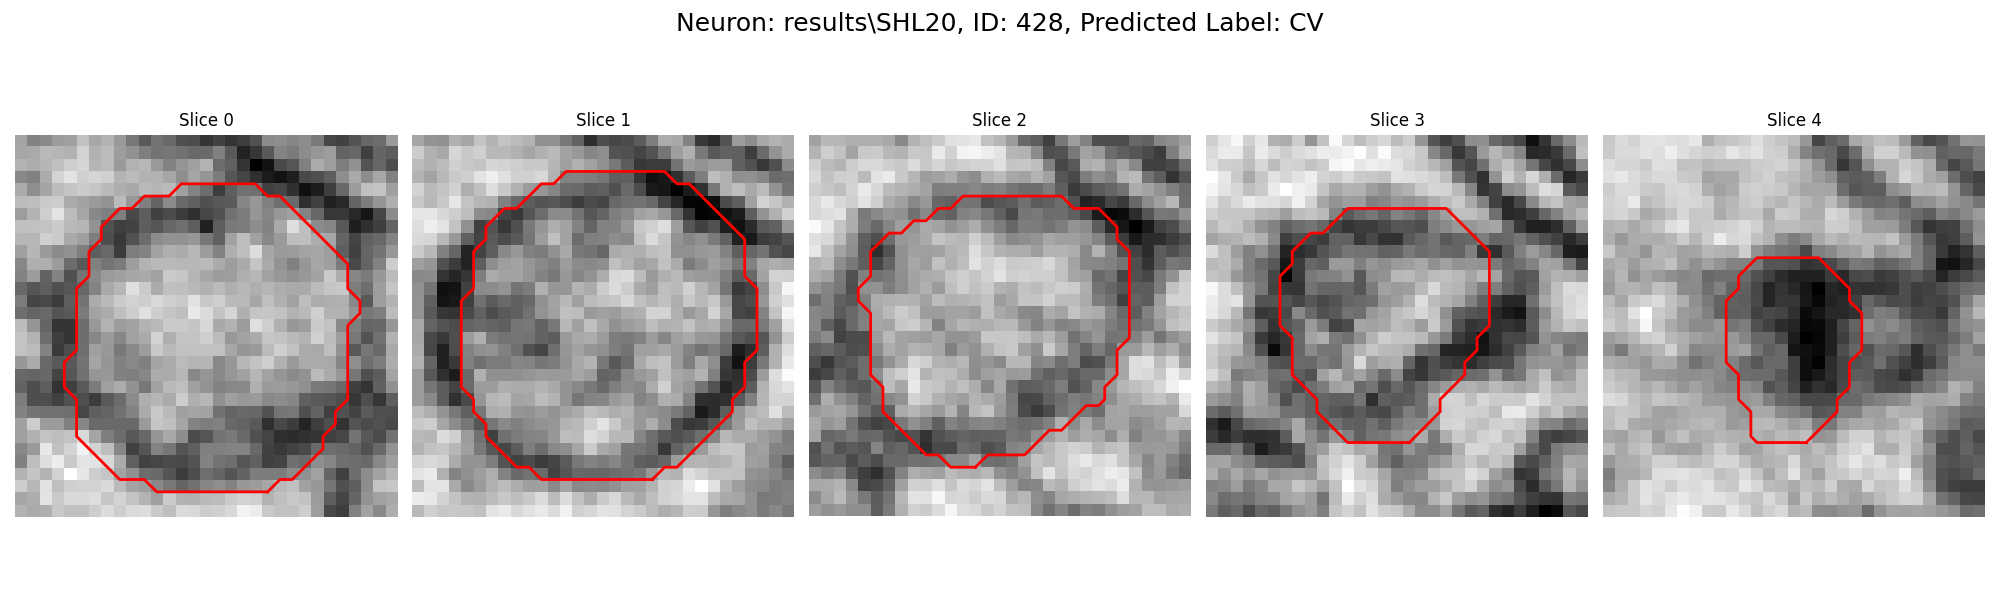 Neuron: results\SHL20, ID: 428, Predicted Label: CV
Slice 0
Slice 1
Slice 2
Slice 3
Slice 4